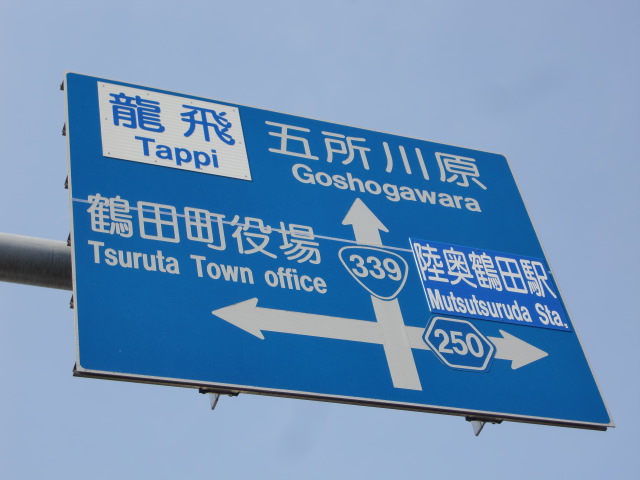 龍飛
Tappi
五所川原
Goshogawara
鶴田町役場
Tsuruta Town office
339
陸奥鶴田駅
Mutsutsuruda Sta.
250